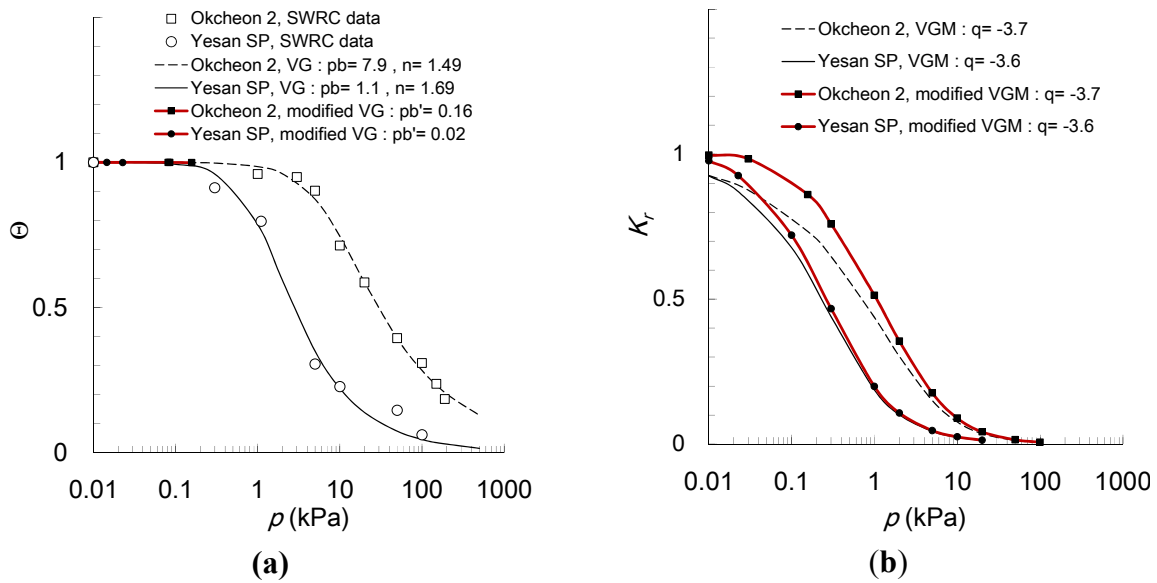 Okcheon 2, SWRC data
Yesan SP, SWRC data
Okcheon 2, VG : pb= 7.9 , n= 1.49
Yesan SP, VG : pb= 1.1 , n= 1.69
Okcheon 2, modified VG : pb'= 0.16
Yesan SP, modified VG : pb'= 0.02
1
0.5
0
Θ
0.01 0.1 1 10 100 1000
p (kPa)
(a)
Okcheon 2, VGM : q= -3.7
Yesan SP, VGM : q= -3.6
Okcheon 2, modified VGM : q= -3.7
Yesan SP, modified VGM : q= -3.6
1
0.5
0
Kr
0.01 0.1 1 10 100 1000
p (kPa)
(b)